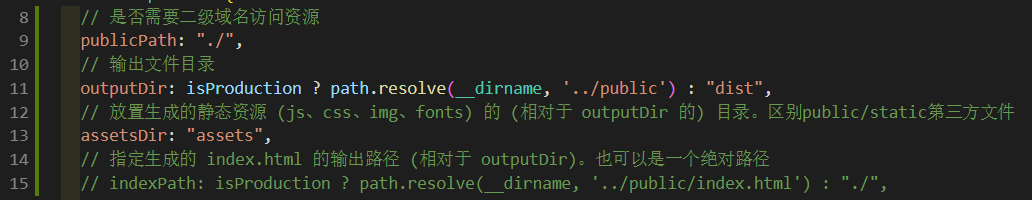 8 // 是否需要二级域名访问资源
9 publicPath: "./",
10 // 输出文件目录
11 outputDir: isProduction ? path.resolve(__dirname, '../public') : "dist",
12 // 放置生成的静态资源 (js、css、img、fonts) 的 (相对于 outputDir 的) 目录。区别public/static第三方文件
13 assetsDir: "assets",
14 // 指定生成的 index.html 的输出路径 (相对于 outputDir)。也可以是一个绝对路径
15 // indexPath: isProduction ? path.resolve(__dirname, '../public/index.html') : "./",